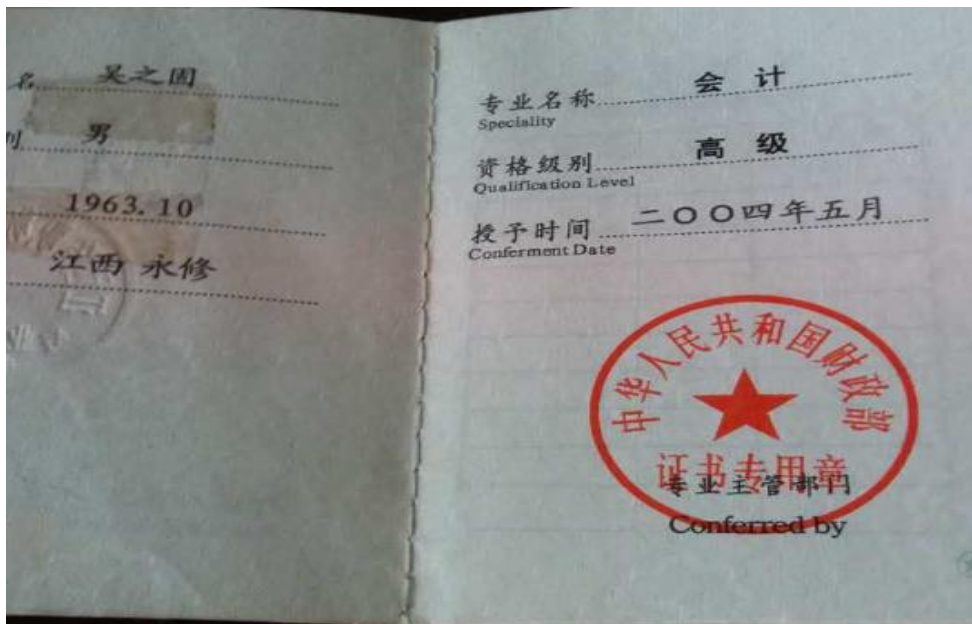 名 吴之国
别 男
1963.10
江西 永修
专业名称 会 计
Speciality
资格级别 高 级
Qualification Level
授予时间 二〇〇四年五月
Conferment Date
中华人民共和国财政部
证书专用章
专业主管部门
Conferred by